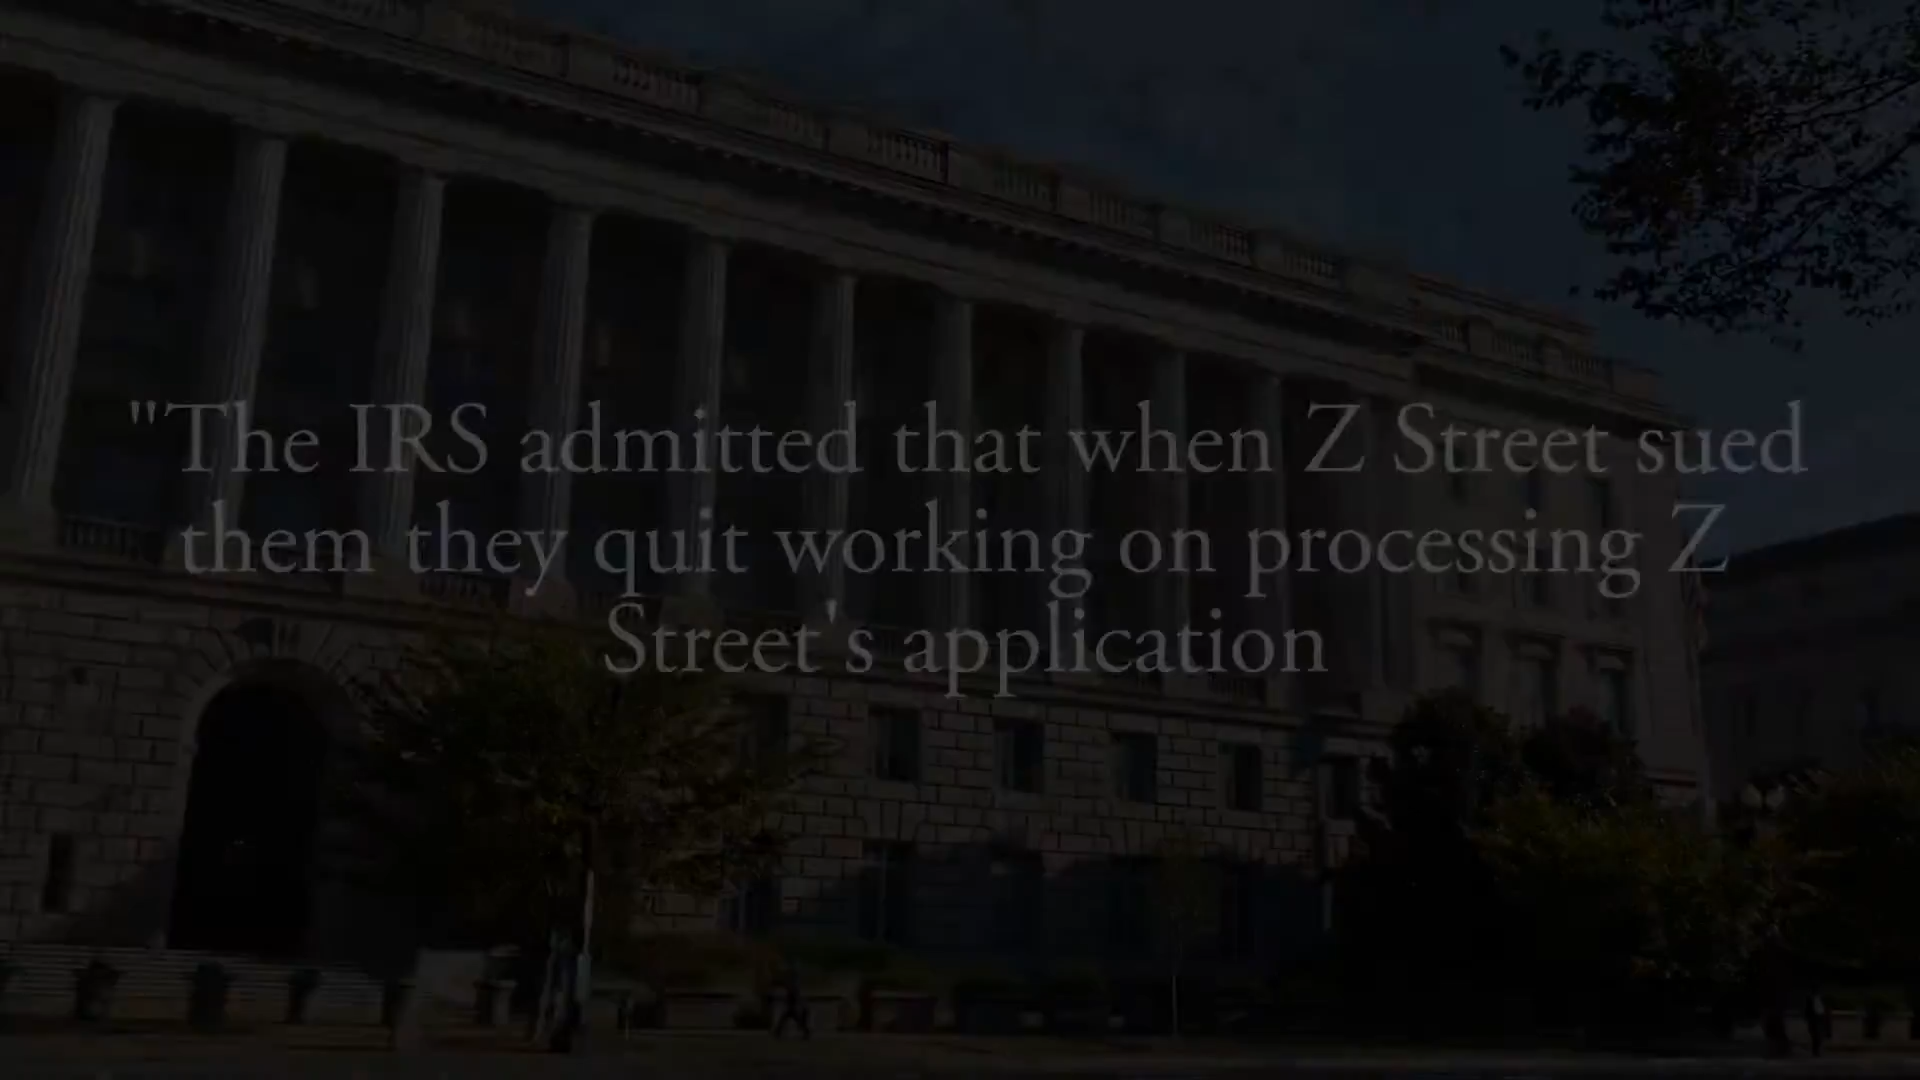 "The IRS admitted that when Z Street sued
them they quit working on processing Z
Street's application